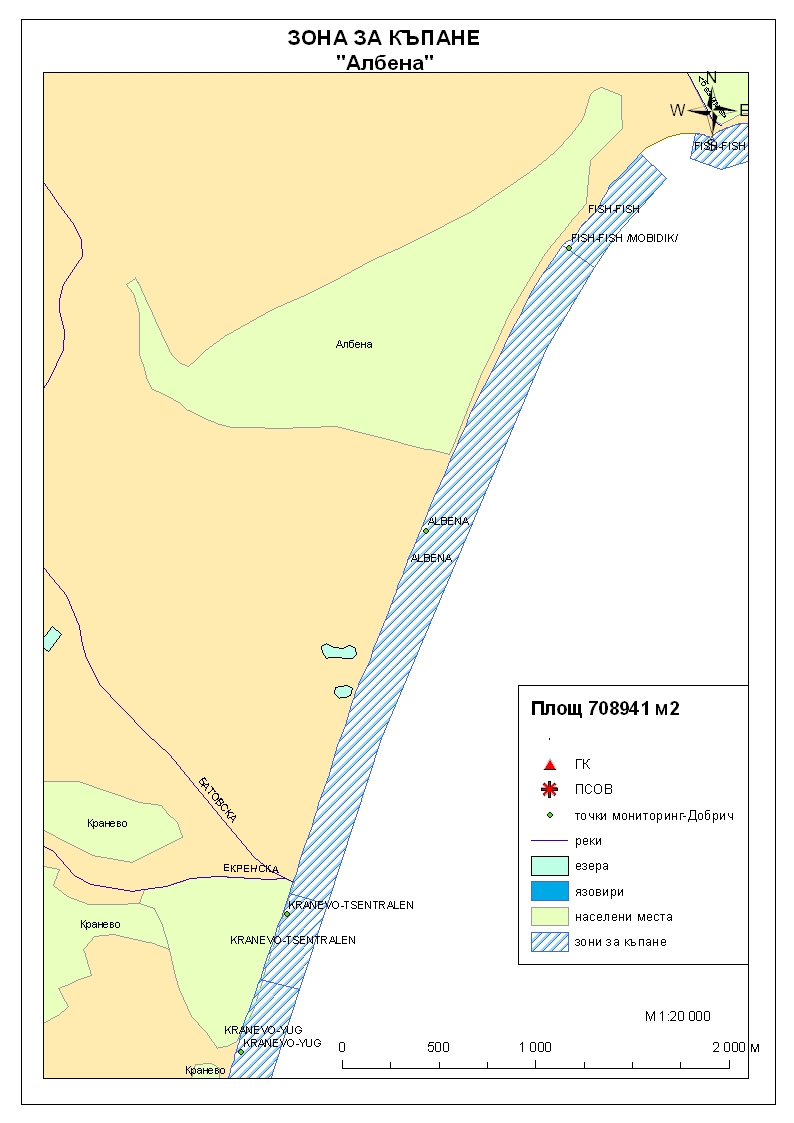 ЗОНА ЗА КЪПАНЕ
"Албена"
N
W E
S
FISH-FISH
FISH-FISH
FISH-FISH /MOBIDIK/
Албена
ALBENA
ALBENA
Площ 708941 м2
ГК
ПСОВ
точки мониторинг-Добрич
реки
езера
язовири
населени места
зони за къпане
БАТОВСКА
Кранево
ЕКРЕНСКА
KRANEVO-TSENTRALEN
Кранево
KRANEVO-TSENTRALEN
М 1:20 000
KRANEVO-YUG
KRANEVO-YUG
0 500 1 000 2 000 М
Кранево